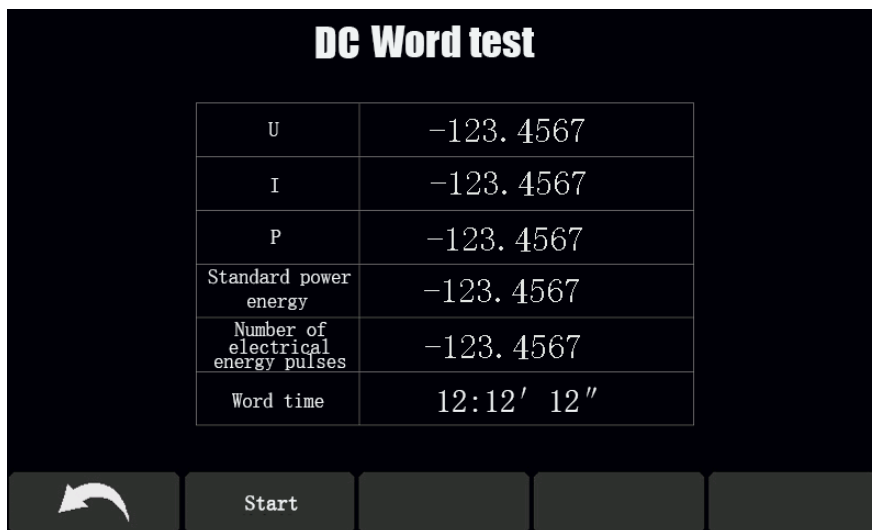 DC Word test
U
-123.4567
I
-123.4567
P
-123.4567
Standard power
energy
-123.4567
Number of
electrical
energy pulses
-123.4567
Word time
12:12′ 12″
Start